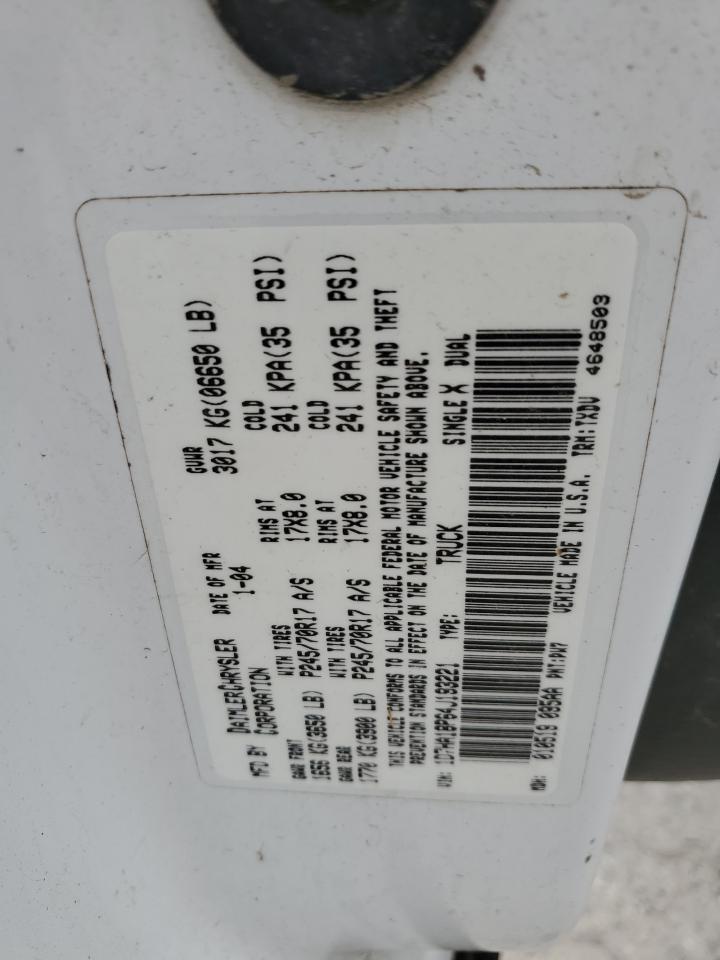 MFD BY DAIMLERCHRYSLER CORPORATION
DATE OF MFR 1-04
GVWR 3017 KG(06650 LB)
GAWR FRONT WITH TIRES RIMS AT COLD
1656 KG(3650 LB) P245/70R17 A/S 17X8.0 241 KPA(35 PSI)
GAWR REAR WITH TIRES RIMS AT COLD
1770 KG(3900 LB) P245/70R17 A/S 17X8.0 241 KPA(35 PSI)
THIS VEHICLE CONFORMS TO ALL APPLICABLE FEDERAL MOTOR VEHICLE SAFETY AND THEFT
PREVENTION STANDARDS IN EFFECT ON THE DATE OF MANUFACTURE SHOWN ABOVE.
VIN: TYPE: TRUCK SINGLE X DUAL
MDH: 010519 085AA PNT:PW7 VEHICLE MADE IN U.S.A. TRM:TXDV
4648503